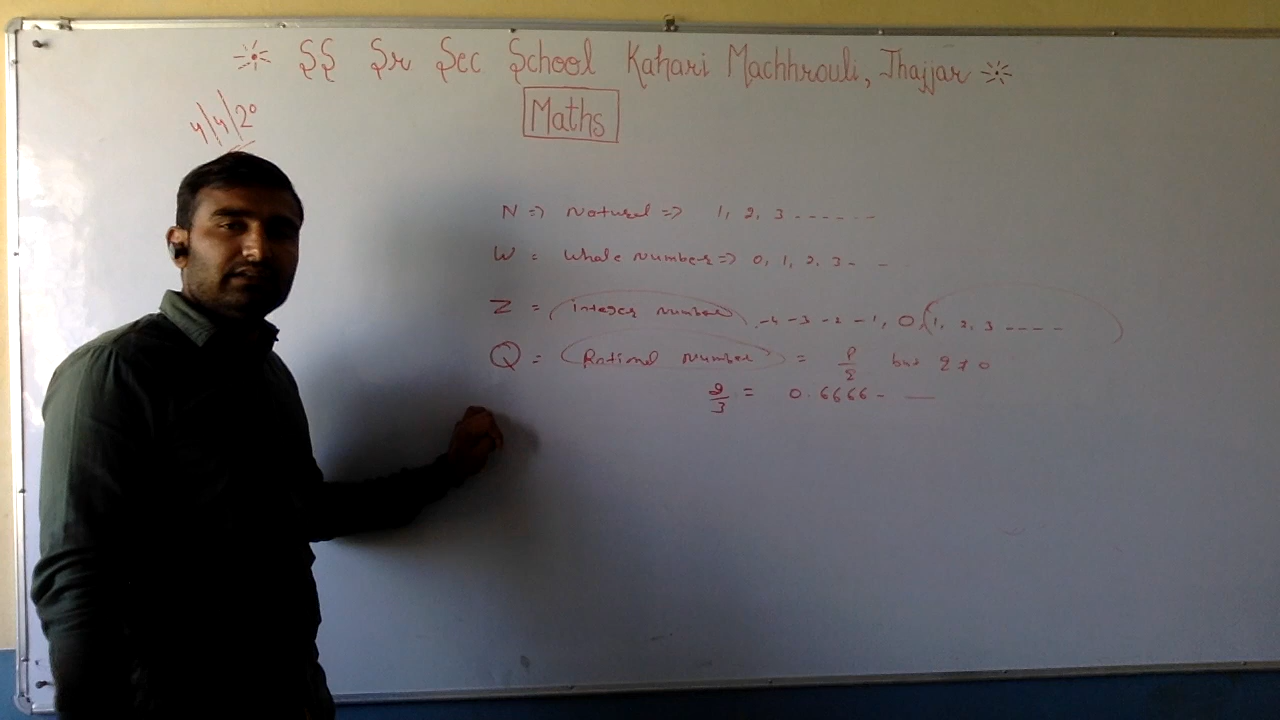 SS Sr Sec School Kahari Machhrouli, Jhajjar
Maths
4/4/20
N => Natural => 1, 2, 3 ------
W = Whole Number => 0, 1, 2, 3 - -
Z = Integer Number, -4 -3 -2 -1, 0, 1, 2, 3 ----
Q = Rational Number = p/q but q ≠ 0
2/3 = 0.6666 - —